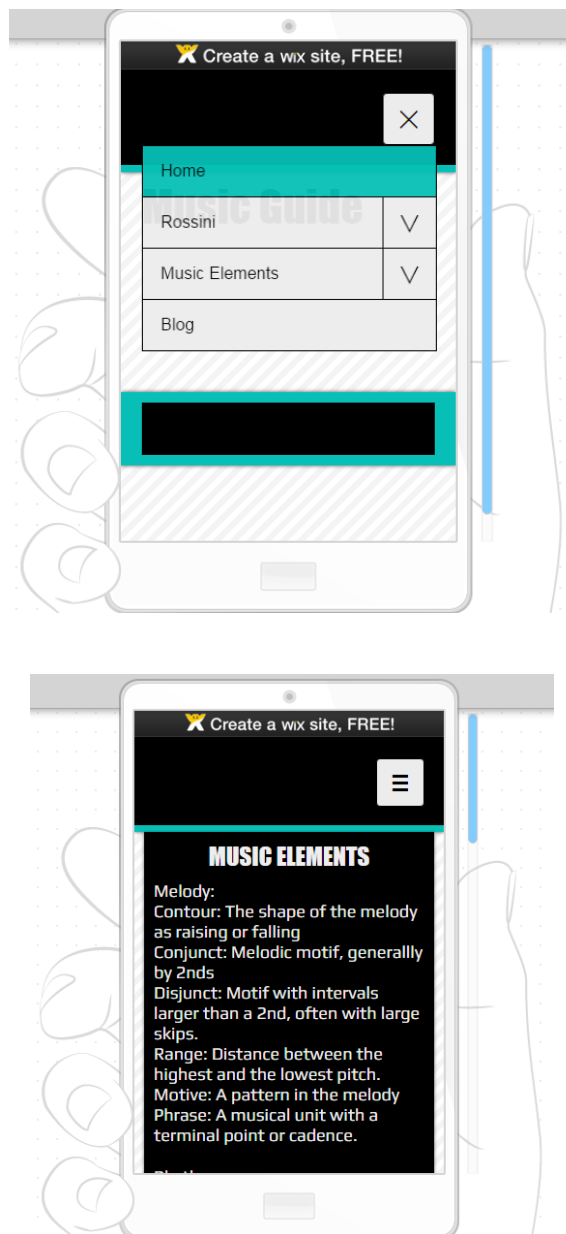 Create a WiX site, FREE!
Home
Music Guide
Rossini
Music Elements
Blog
Create a WiX site, FREE!
MUSIC ELEMENTS
Melody:
Contour: The shape of the melody
as raising or falling
Conjunct: Melodic motif, generallly
by 2nds
Disjunct: Motif with intervals
larger than a 2nd, often with large
skips.
Range: Distance between the
highest and the lowest pitch.
Motive: A pattern in the melody
Phrase: A musical unit with a
terminal point or cadence.